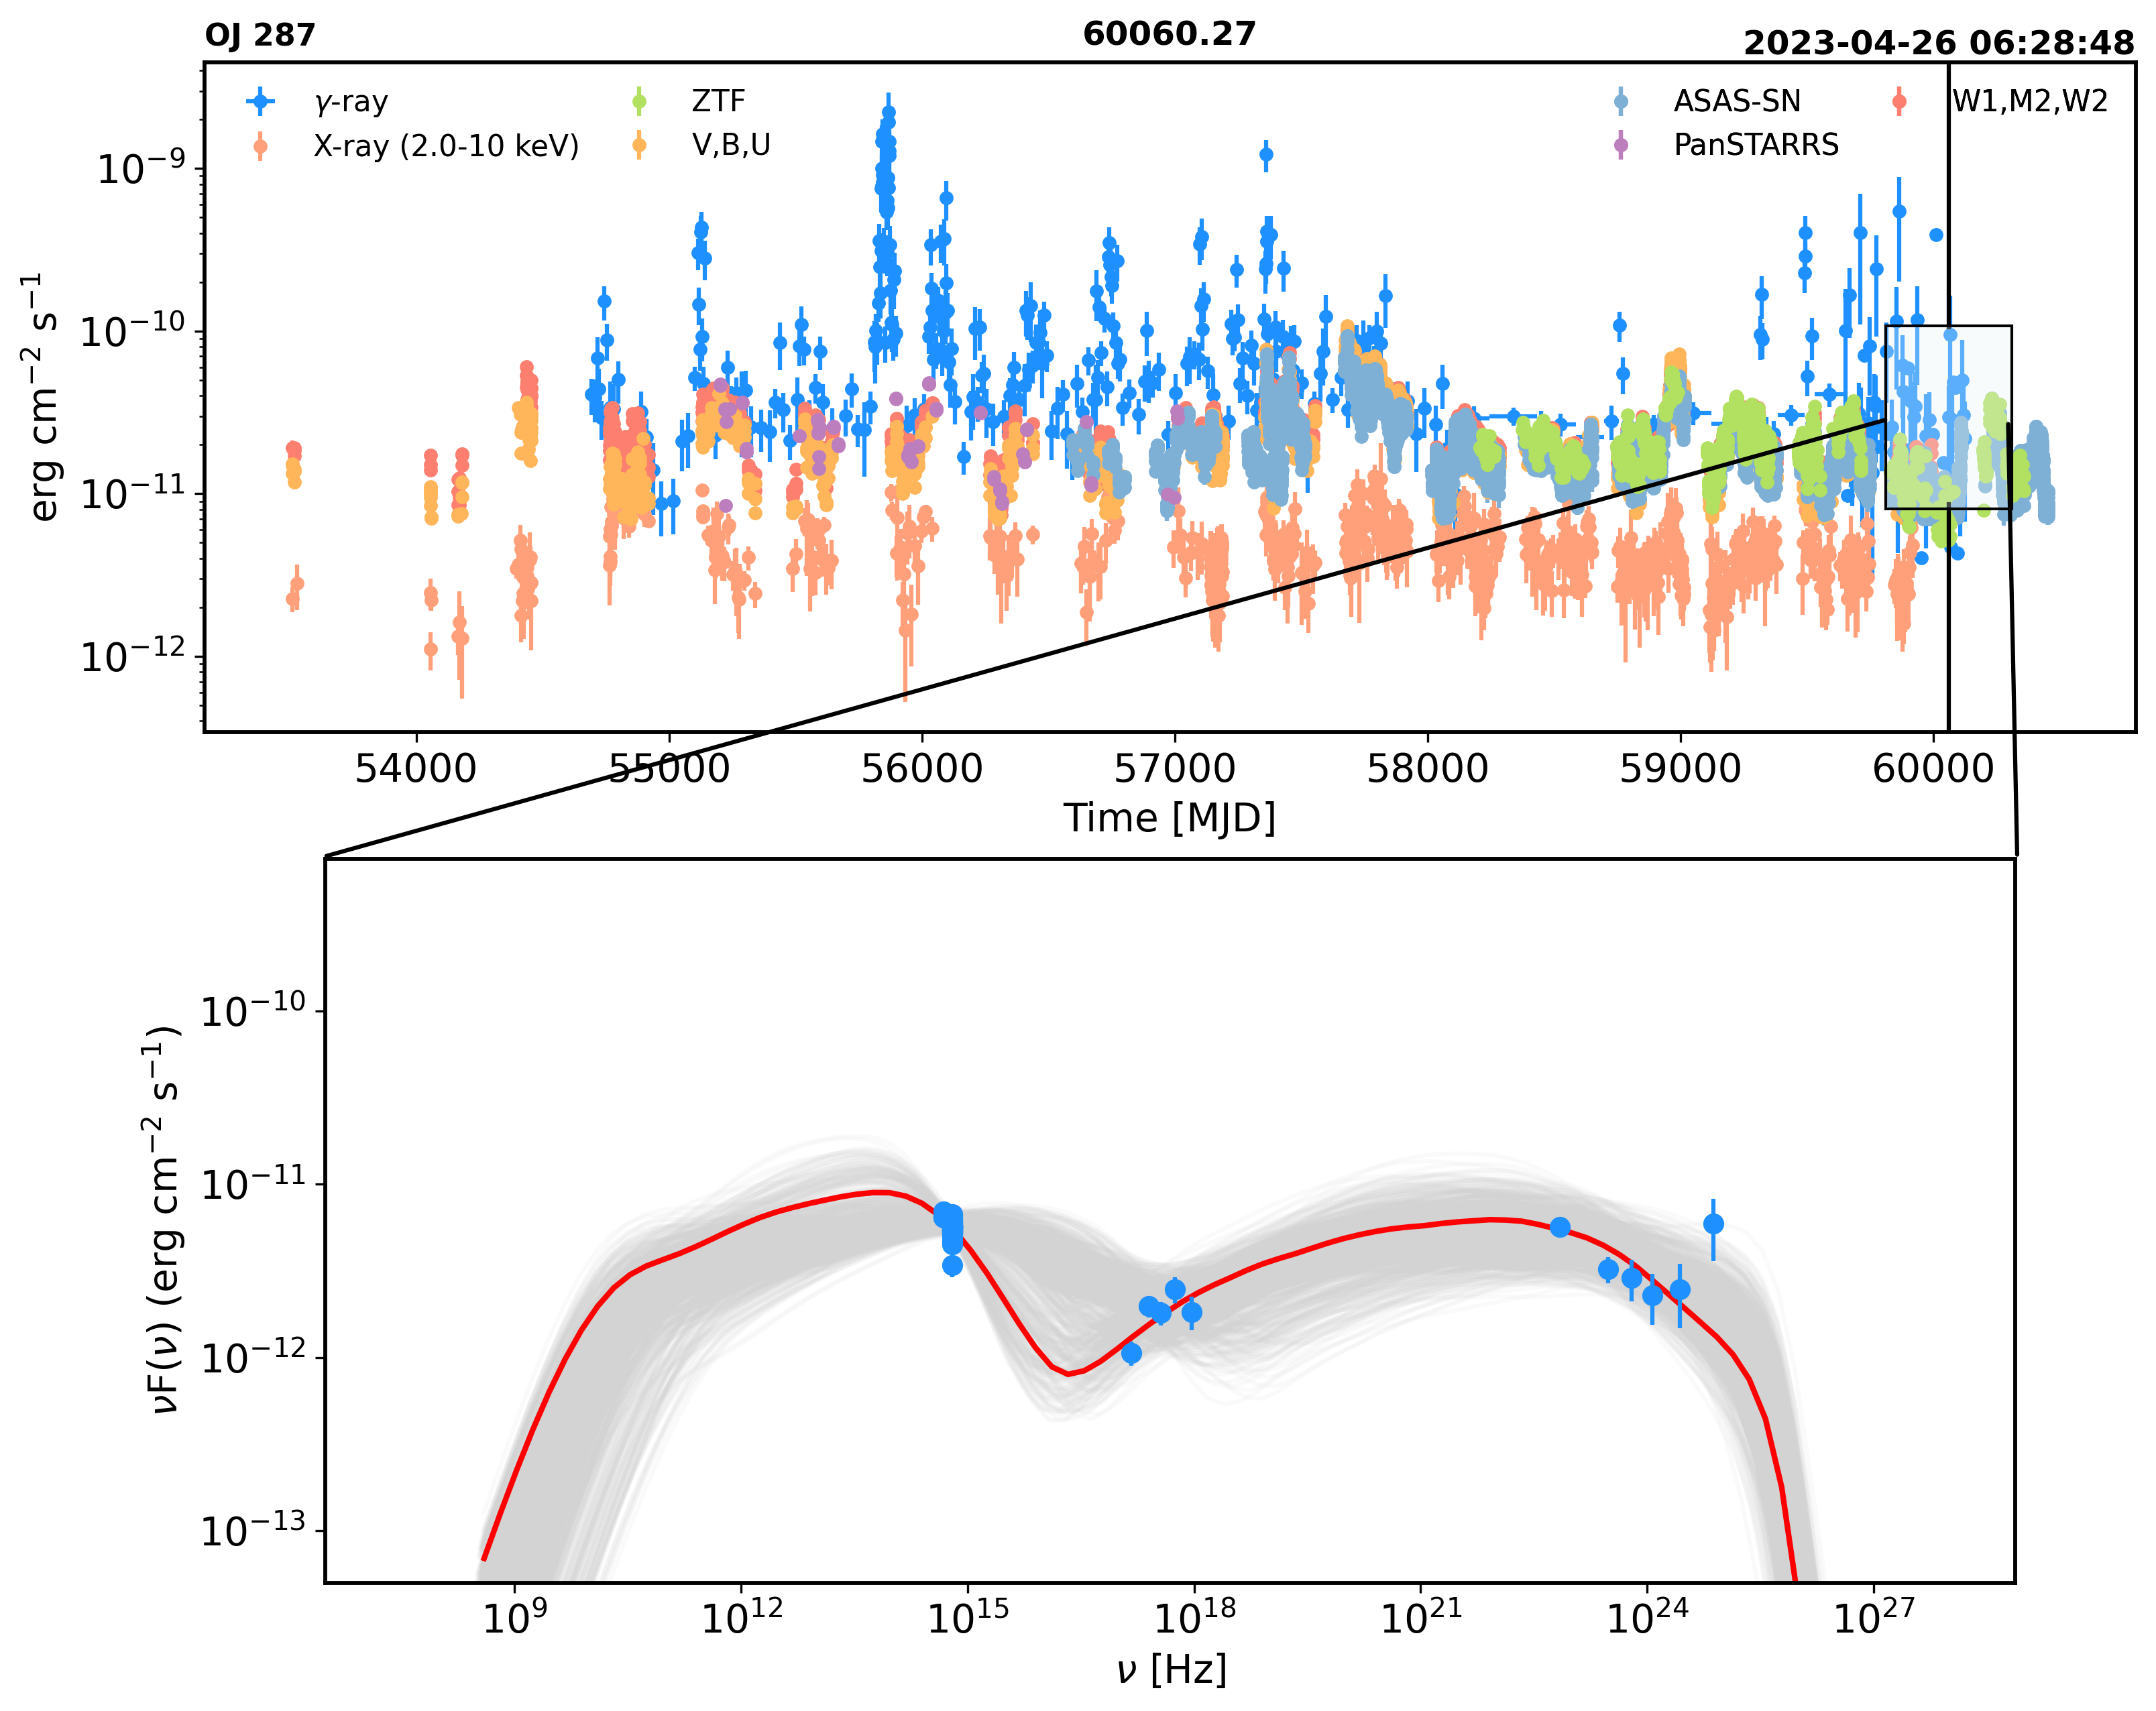 OJ 287 60060.27 2023-04-26 06:28:48
γ-ray ZTF ASAS-SN W1,M2,W2
X-ray (2.0-10 keV) V,B,U PanSTARRS
10⁻⁹
10⁻¹⁰
10⁻¹¹
10⁻¹²
erg cm⁻² s⁻¹
54000 55000 56000 57000 58000 59000 60000
Time [MJD]
10⁻¹⁰
10⁻¹¹
10⁻¹²
10⁻¹³
νF(ν) (erg cm⁻² s⁻¹)
10⁹ 10¹² 10¹⁵ 10¹⁸ 10²¹ 10²⁴ 10²⁷
ν [Hz]